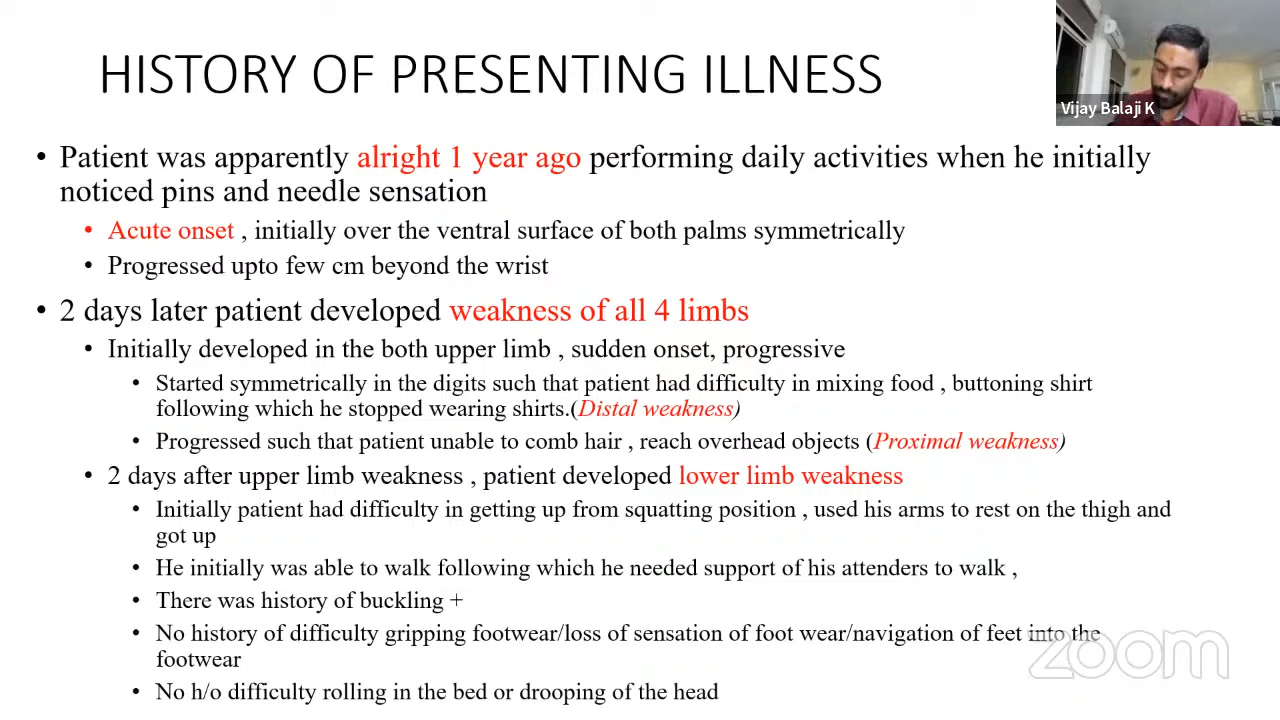 HISTORY OF PRESENTING ILLNESS
Vijay Balaji K
• Patient was apparently alright 1 year ago performing daily activities when he initially
noticed pins and needle sensation
• Acute onset , initially over the ventral surface of both palms symmetrically
• Progressed upto few cm beyond the wrist
• 2 days later patient developed weakness of all 4 limbs
• Initially developed in the both upper limb , sudden onset, progressive
• Started symmetrically in the digits such that patient had difficulty in mixing food , buttoning shirt
following which he stopped wearing shirts.(Distal weakness)
• Progressed such that patient unable to comb hair , reach overhead objects (Proximal weakness)
• 2 days after upper limb weakness , patient developed lower limb weakness
• Initially patient had difficulty in getting up from squatting position , used his arms to rest on the thigh and
got up
• He initially was able to walk following which he needed support of his attenders to walk ,
• There was history of buckling +
• No history of difficulty gripping footwear/loss of sensation of foot wear/navigation of feet into the
footwear
• No h/o difficulty rolling in the bed or drooping of the head
zoom